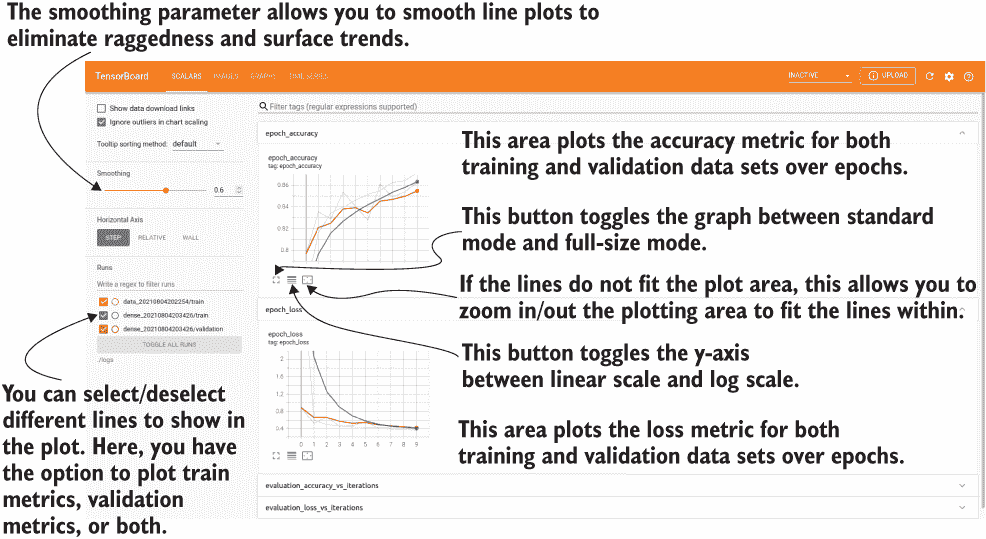 The smoothing parameter allows you to smooth line plots to
eliminate raggedness and surface trends.
TensorBoard
SCALARS
IMAGES
GRAPHS
TIME SERIES
INACTIVE
UPLOAD
Show data download links
Ignore outliers in chart scaling
Tooltip sorting method: default
Smoothing
0.6
Horizontal Axis
STEP
RELATIVE
WALL
Runs
Write a regex to filter runs
data_20210804202254/train
dense_20210804203426/train
dense_20210804203426/validation
TOGGLE ALL RUNS
./logs
You can select/deselect
different lines to show in
the plot. Here, you have
the option to plot train
metrics, validation
metrics, or both.
Filter tags (regular expressions supported)
epoch_accuracy
epoch_accuracy
tag: epoch_accuracy
0.86
0.84
0.82
0.8
This area plots the accuracy metric for both
training and validation data sets over epochs.
This button toggles the graph between standard
mode and full-size mode.
If the lines do not fit the plot area, this allows you to
zoom in/out the plotting area to fit the lines within.
epoch_loss
epoch_loss
tag: epoch_loss
2
1.6
1.2
0.8
0.4
0 1 2 3 4 5 6 7 8 9
This button toggles the y-axis
between linear scale and log scale.
This area plots the loss metric for both
training and validation data sets over epochs.
evaluation_accuracy_vs_iterations
evaluation_loss_vs_iterations